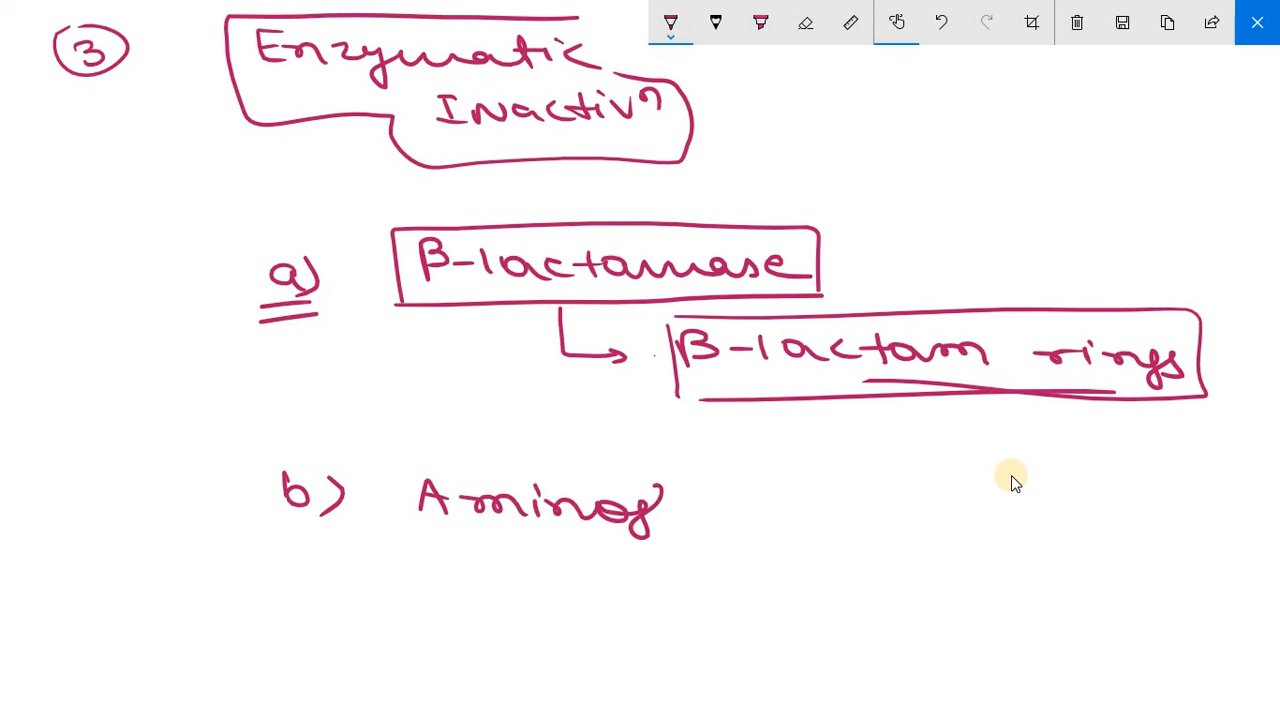 3 Enzymatic
Inactivn
a) β-lactamase
β-lactam rings
b) Aminog